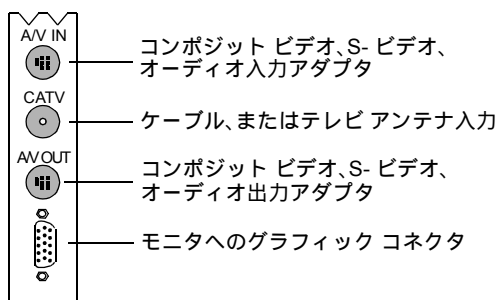 A/V IN
コンポジット ビデオ、S- ビデオ、
オーディオ入力アダプタ
CATV
ケーブル、またはテレビ アンテナ入力
A/V OUT
コンポジット ビデオ、S- ビデオ、
オーディオ出力アダプタ
モニタへのグラフィック コネクタ